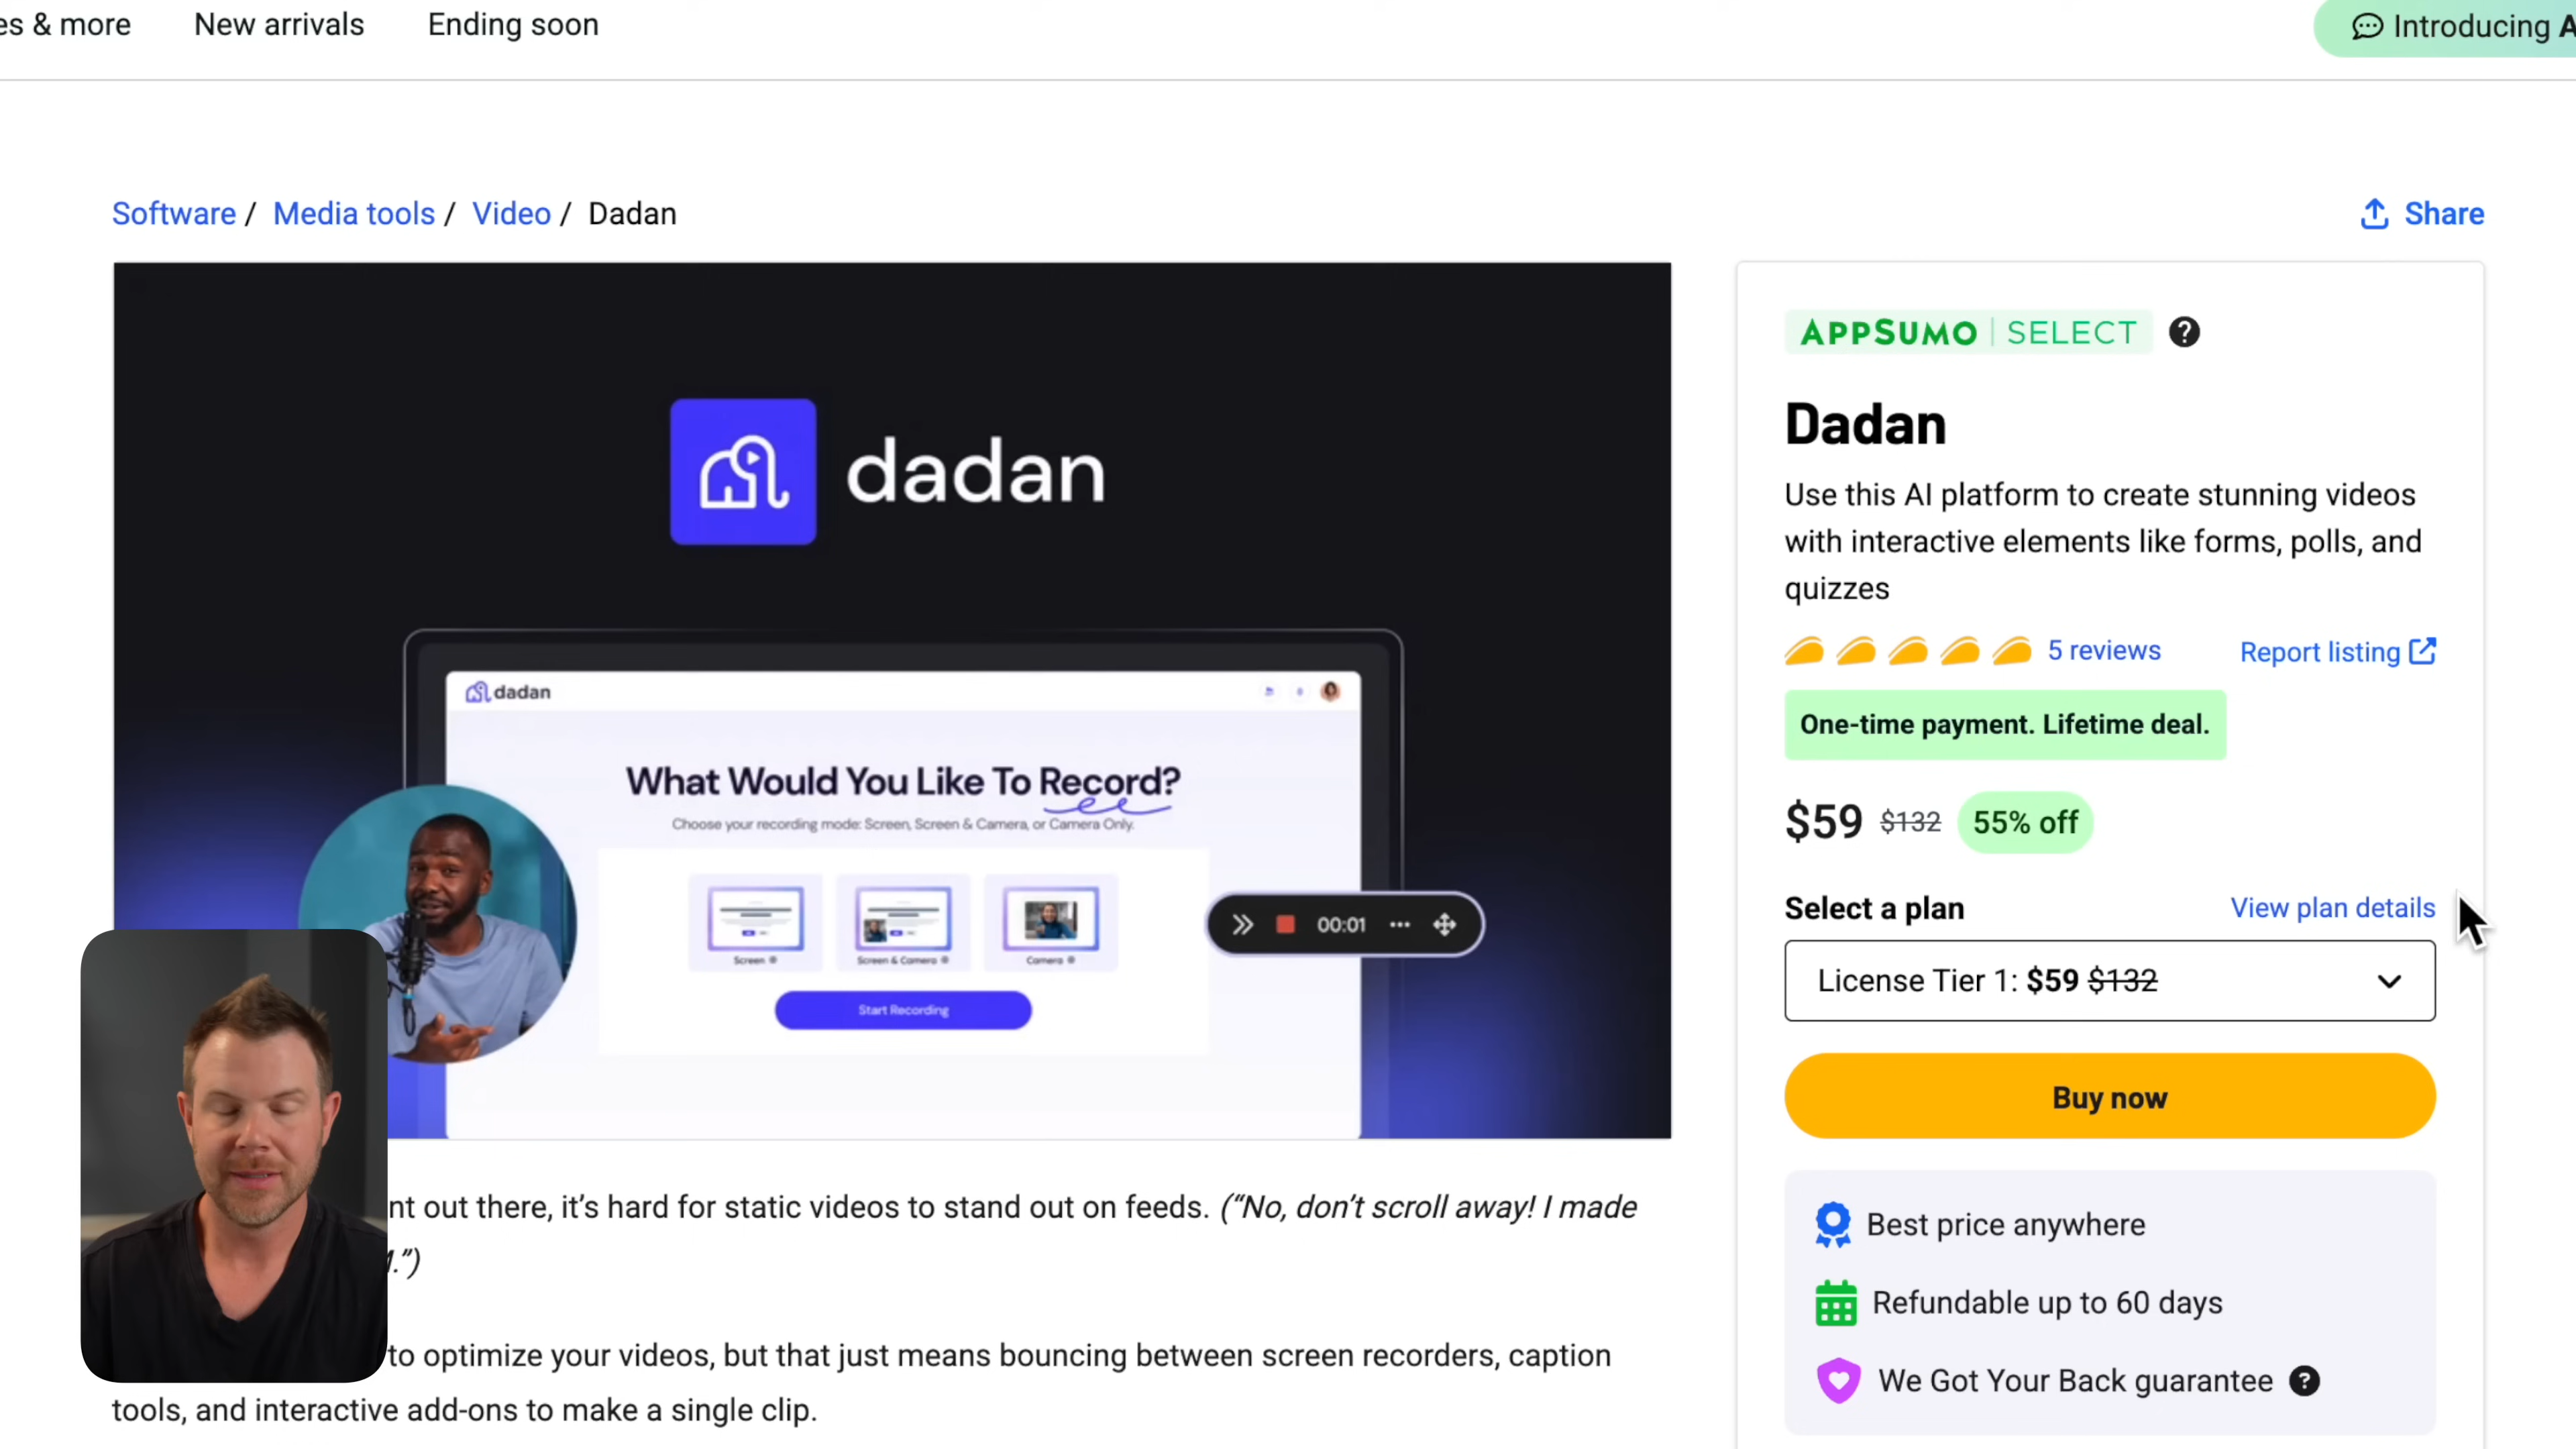 es & more
New arrivals
Ending soon
Introducing A
Software / Media tools / Video / Dadan
Share
dadan
dadan
What Would You Like To Record?
Choose your recording mode: Screen, Screen & Camera, or Camera Only.
Screen
Screen & Camera
Camera
00:01
Start Recording
APPSUMO | SELECT
Dadan
Use this AI platform to create stunning videos
with interactive elements like forms, polls, and
quizzes
5 reviews
Report listing
One-time payment. Lifetime deal.
$59 $132 55% off
Select a plan
View plan details
License Tier 1: $59 $132
Buy now
Best price anywhere
Refundable up to 60 days
We Got Your Back guarantee
nt out there, it's hard for static videos to stand out on feeds. (“No, don't scroll away! I made
.”)
to optimize your videos, but that just means bouncing between screen recorders, caption
tools, and interactive add-ons to make a single clip.